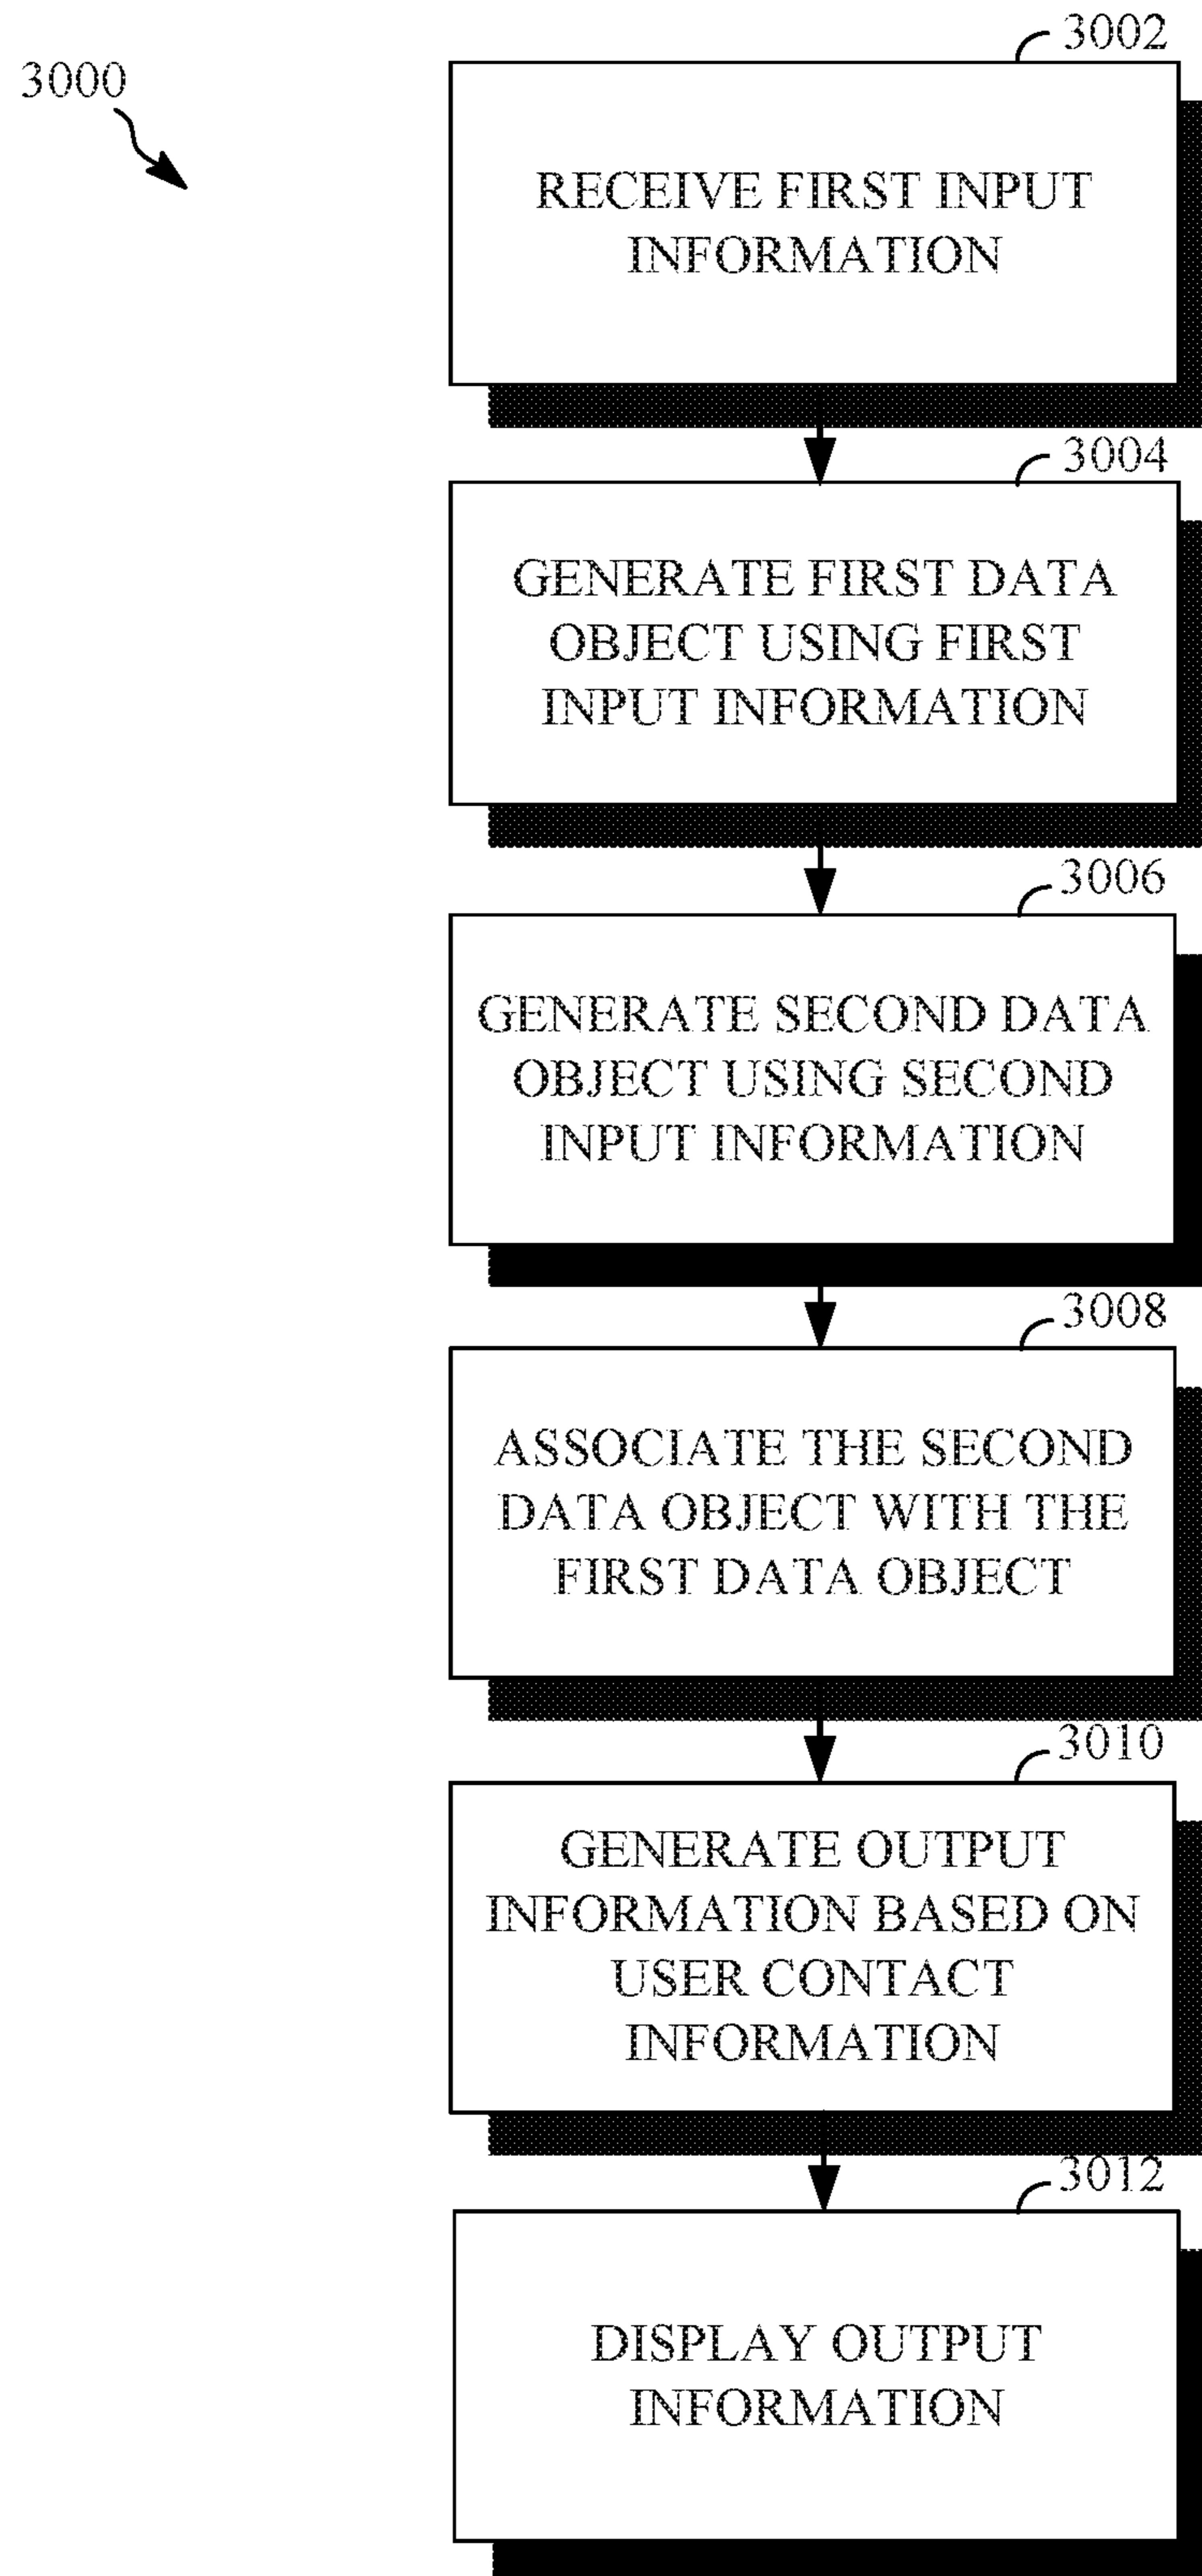 3000
3002
RECEIVE FIRST INPUT
INFORMATION
3004
GENERATE FIRST DATA
OBJECT USING FIRST
INPUT INFORMATION
3006
GENERATE SECOND DATA
OBJECT USING SECOND
INPUT INFORMATION
3008
ASSOCIATE THE SECOND
DATA OBJECT WITH THE
FIRST DATA OBJECT
3010
GENERATE OUTPUT
INFORMATION BASED ON
USER CONTACT
INFORMATION
3012
DISPLAY OUTPUT
INFORMATION